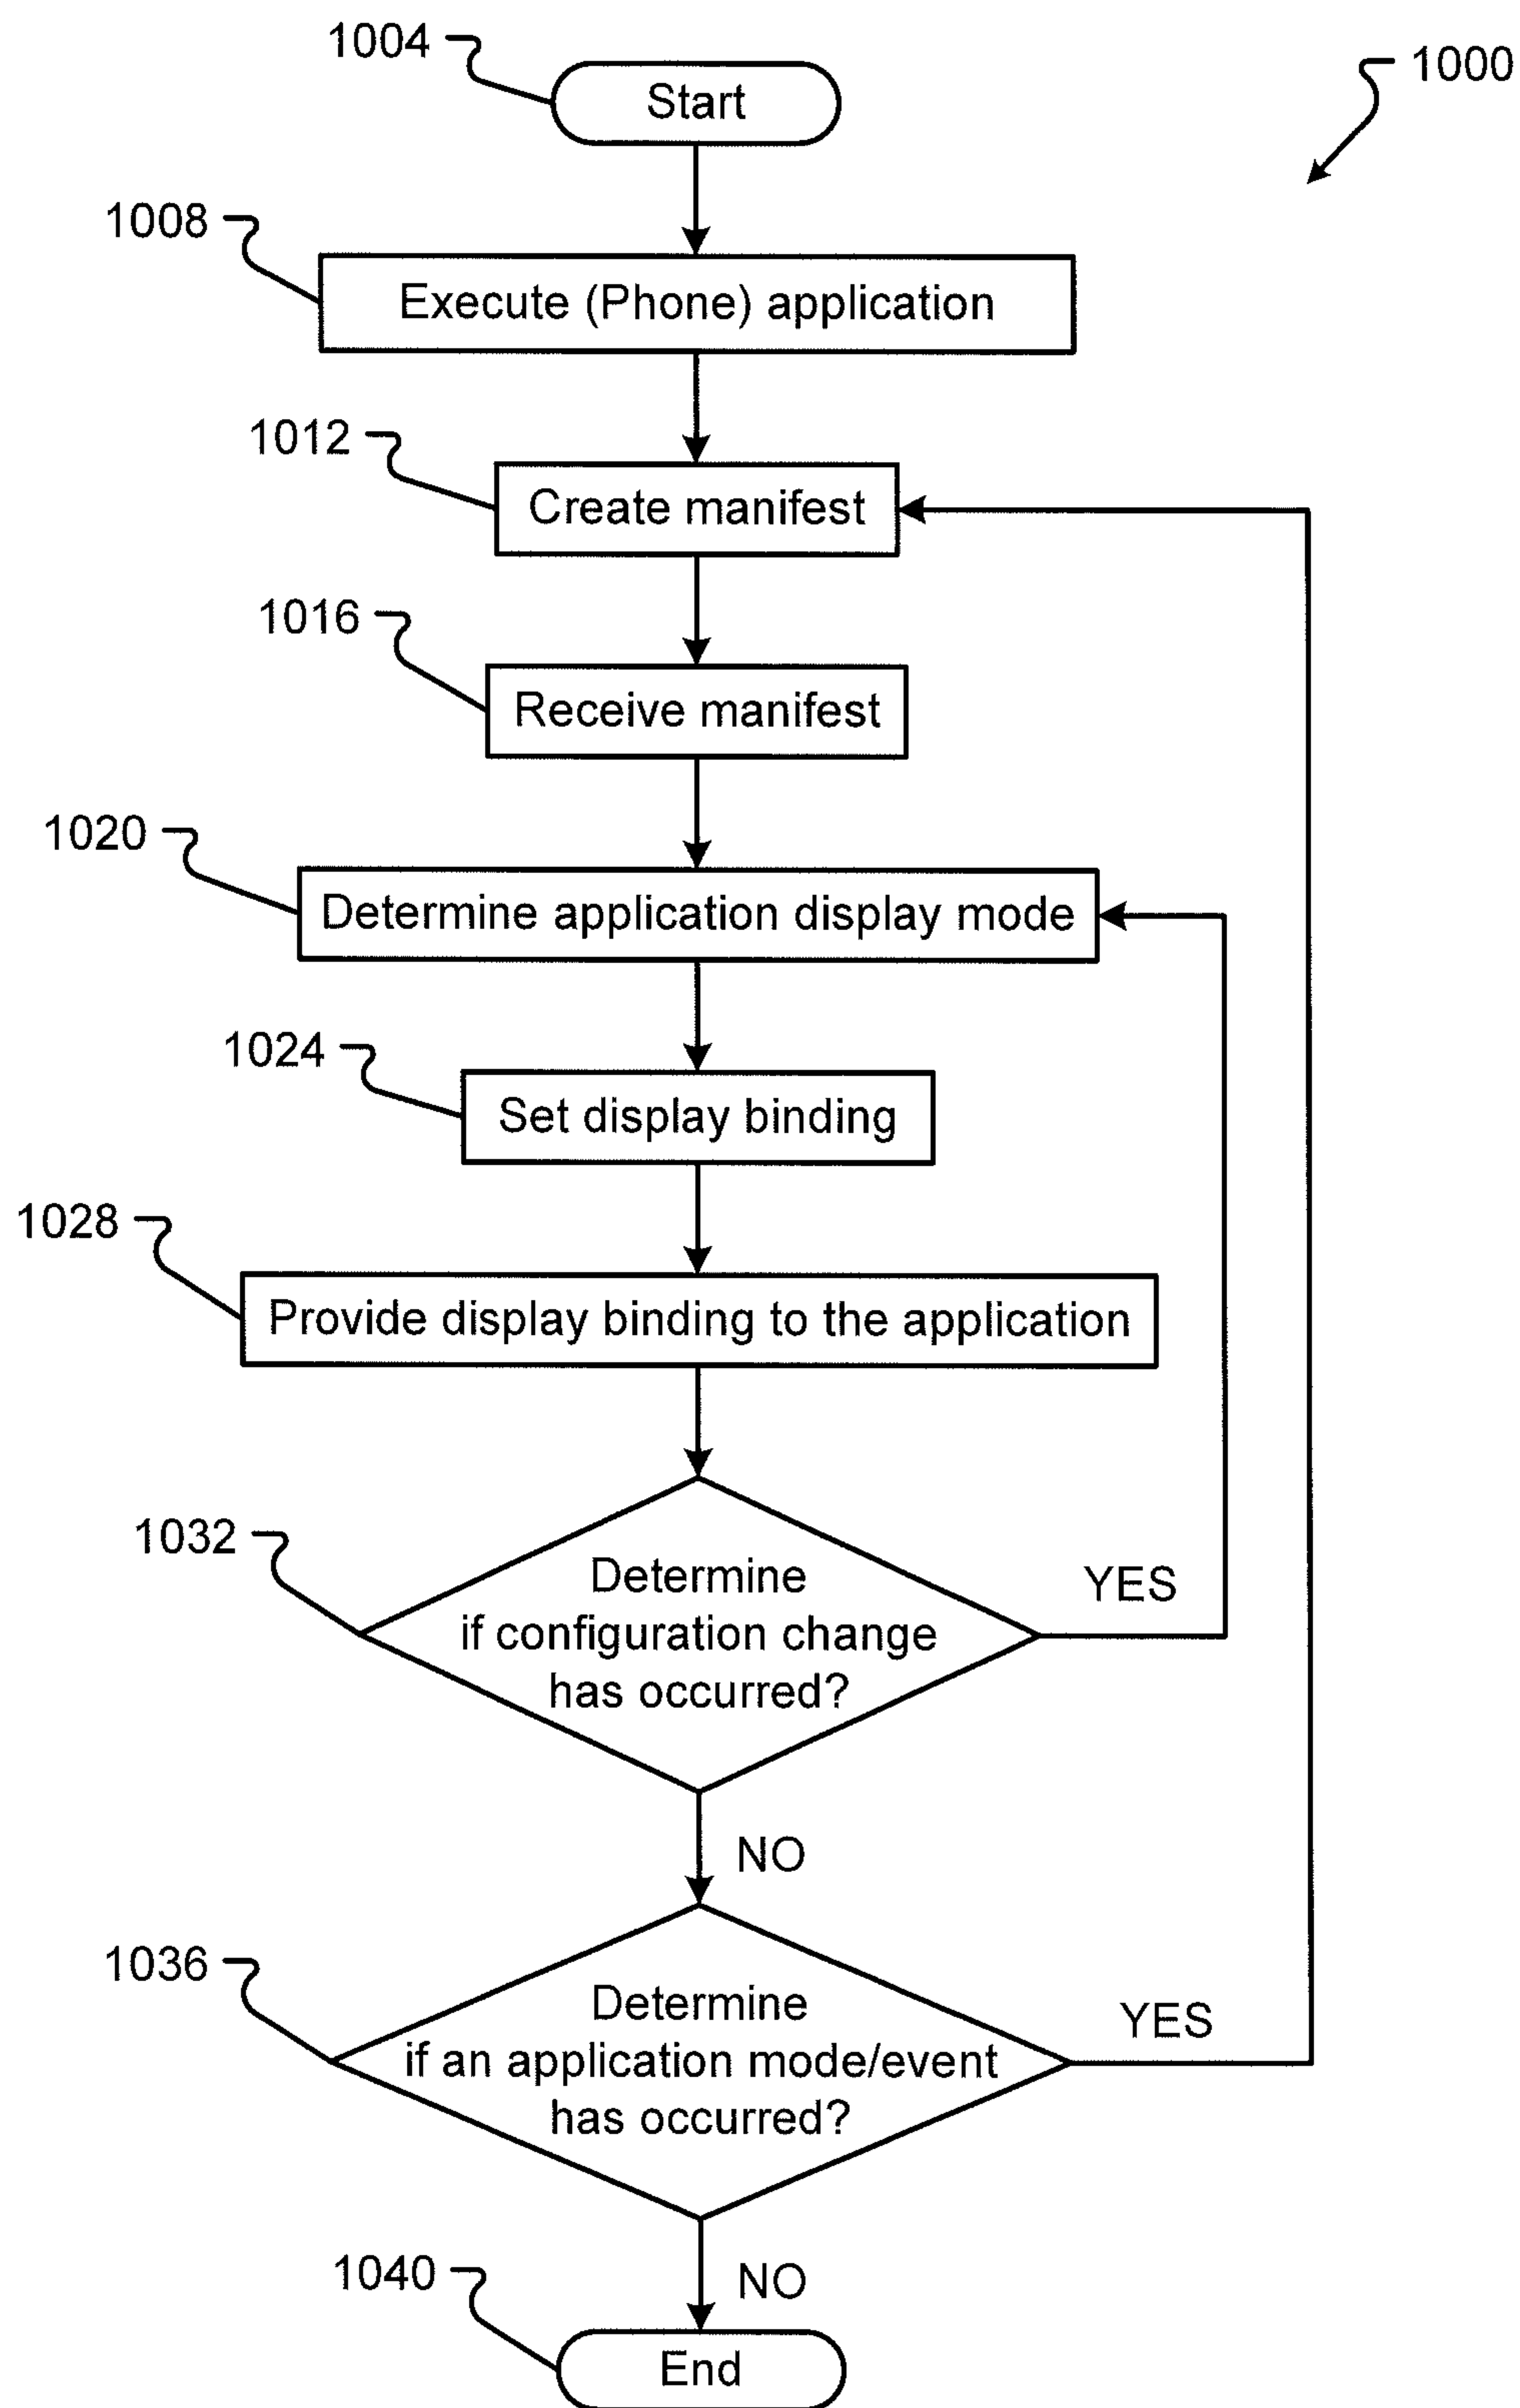 1004
Start
1000
1008
Execute (Phone) application
1012
Create manifest
1016
Receive manifest
1020
Determine application display mode
1024
Set display binding
1028
Provide display binding to the application
1032
Determine
if configuration change
has occurred?
YES
NO
1036
Determine
if an application mode/event
has occurred?
YES
NO
1040
End